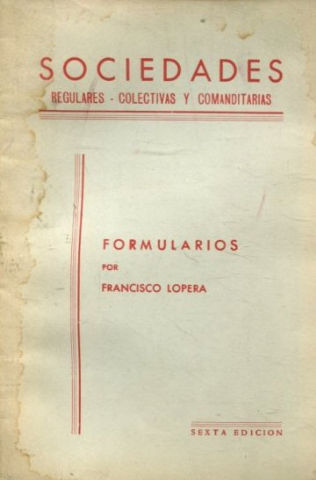 SOCIEDADES
REGULARES - COLECTIVAS Y COMANDITARIAS
FORMULARIOS
POR
FRANCISCO LOPERA
SEXTA EDICION